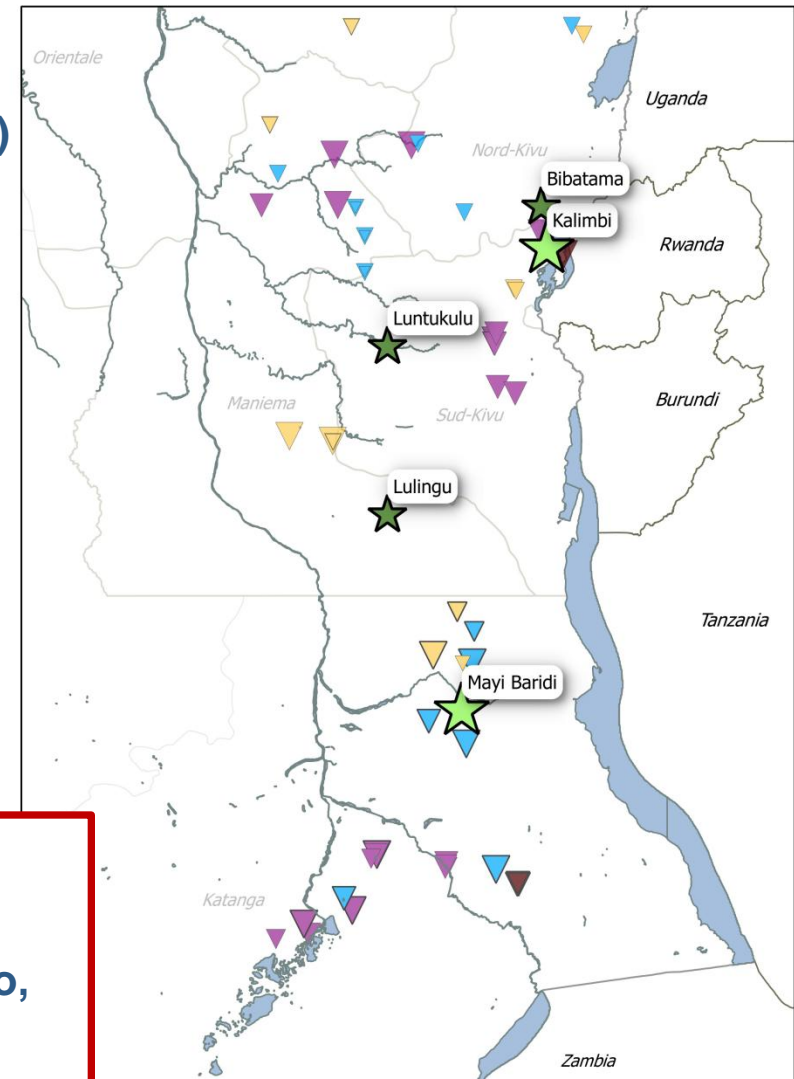 Orientale
)
Uganda
Nord-Kivu
Bibatama
Kalimbi
Rwanda
Luntukulu
Maniema
Sud-Kivu
Burundi
Lulingu
Tanzania
Mayi Baridi
Katanga
o,
Zambia